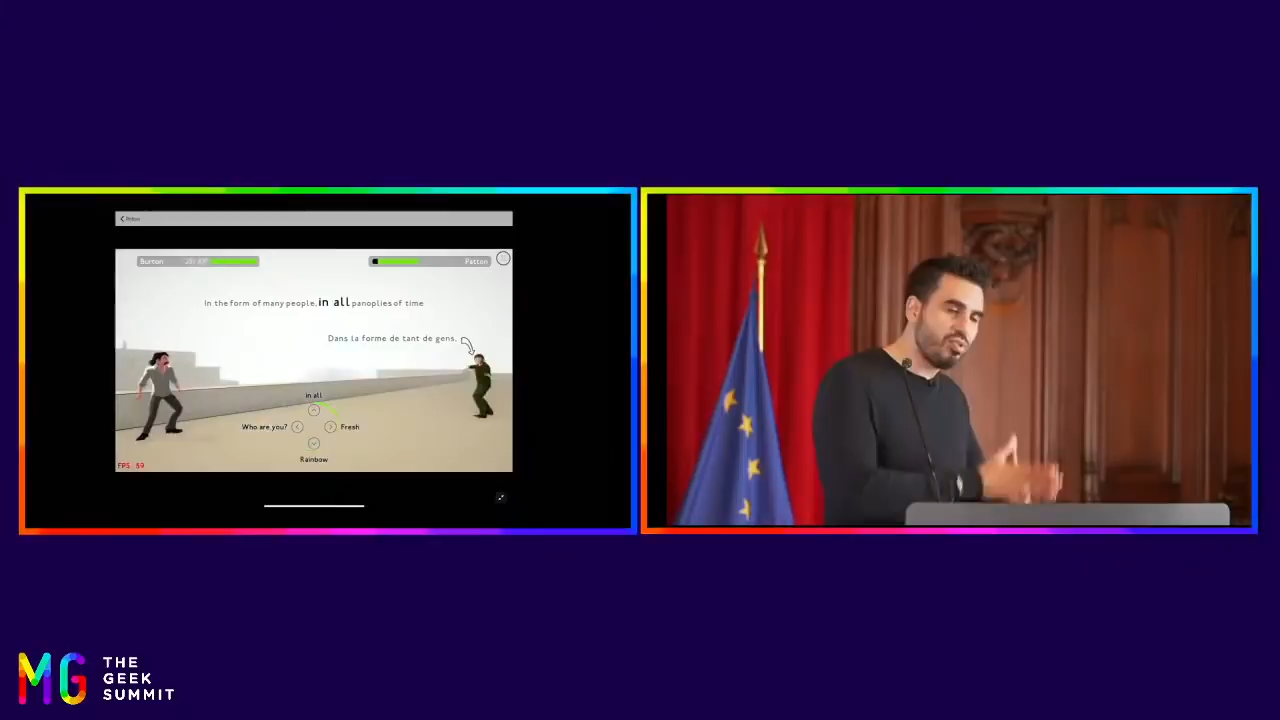 Burton
Patton
In the form of many people, in all panoplies of time
Dans la forme de tant de gens.
in all
Who are you?
Fresh
Rainbow
FPS : 59
MG
THE
GEEK
SUMMIT